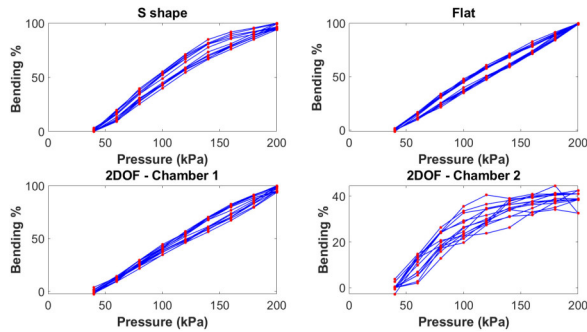 S shape
Bending %
100
50
0
0 50 100 150 200
Pressure (kPa)
Flat
Bending %
100
50
0
0 50 100 150 200
Pressure (kPa)
2DOF - Chamber 1
Bending %
100
50
0
0 50 100 150 200
Pressure (kPa)
2DOF - Chamber 2
Bending %
40
20
0
0 50 100 150 200
Pressure (kPa)